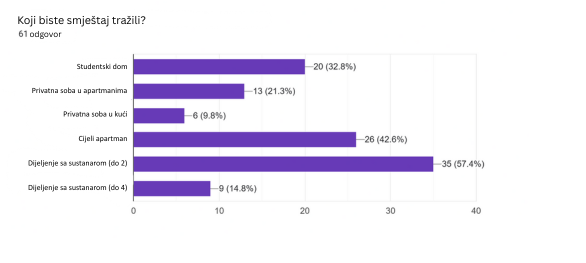 Koji biste smještaj tražili?
61 odgovor
Studentski dom
20 (32.8%)
Privatna soba u apartmanima
13 (21.3%)
Privatna soba u kući
6 (9.8%)
Cijeli apartman
26 (42.6%)
Dijeljenje sa sustanarom (do 2)
35 (57.4%)
Dijeljenje sa sustanarom (do 4)
9 (14.8%)
0 10 20 30 40